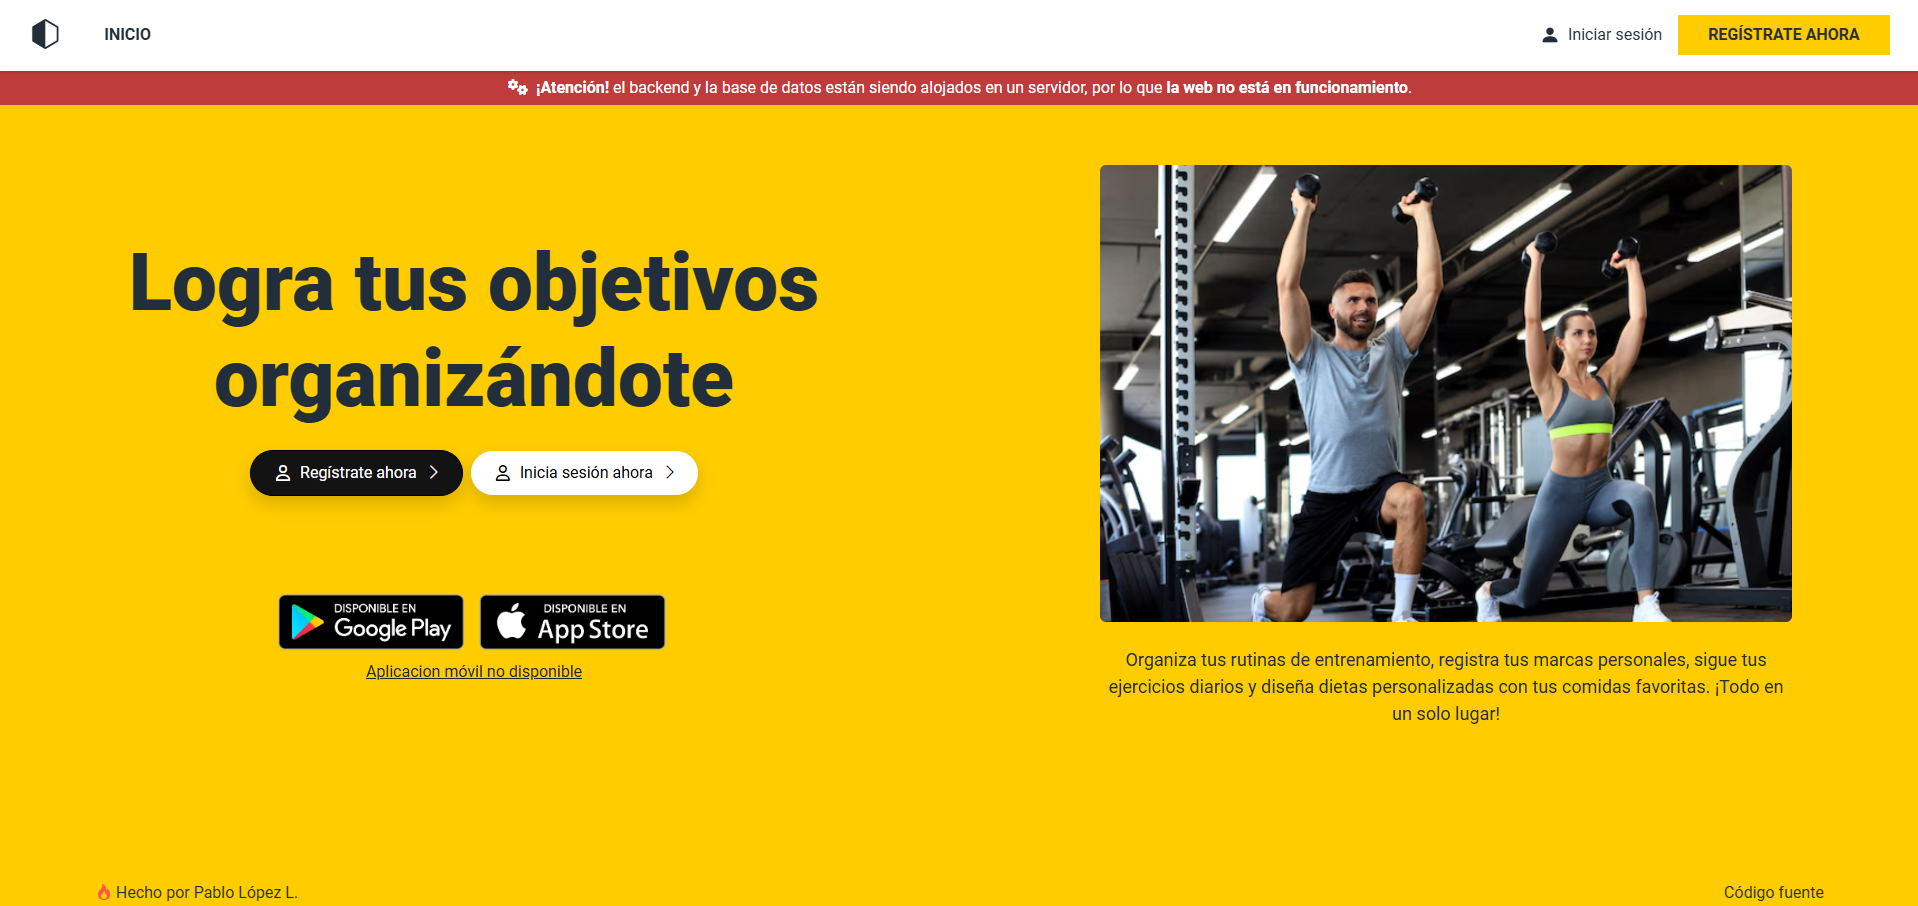 INICIO
Iniciar sesión
REGÍSTRATE AHORA
¡Atención! el backend y la base de datos están siendo alojados en un servidor, por lo que la web no está en funcionamiento.
Logra tus objetivos
organizándote
Regístrate ahora
Inicia sesión ahora
DISPONIBLE EN
Google Play
DISPONIBLE EN
App Store
Aplicacion móvil no disponible
Organiza tus rutinas de entrenamiento, registra tus marcas personales, sigue tus
ejercicios diarios y diseña dietas personalizadas con tus comidas favoritas. ¡Todo en
un solo lugar!
Hecho por Pablo López L.
Código fuente